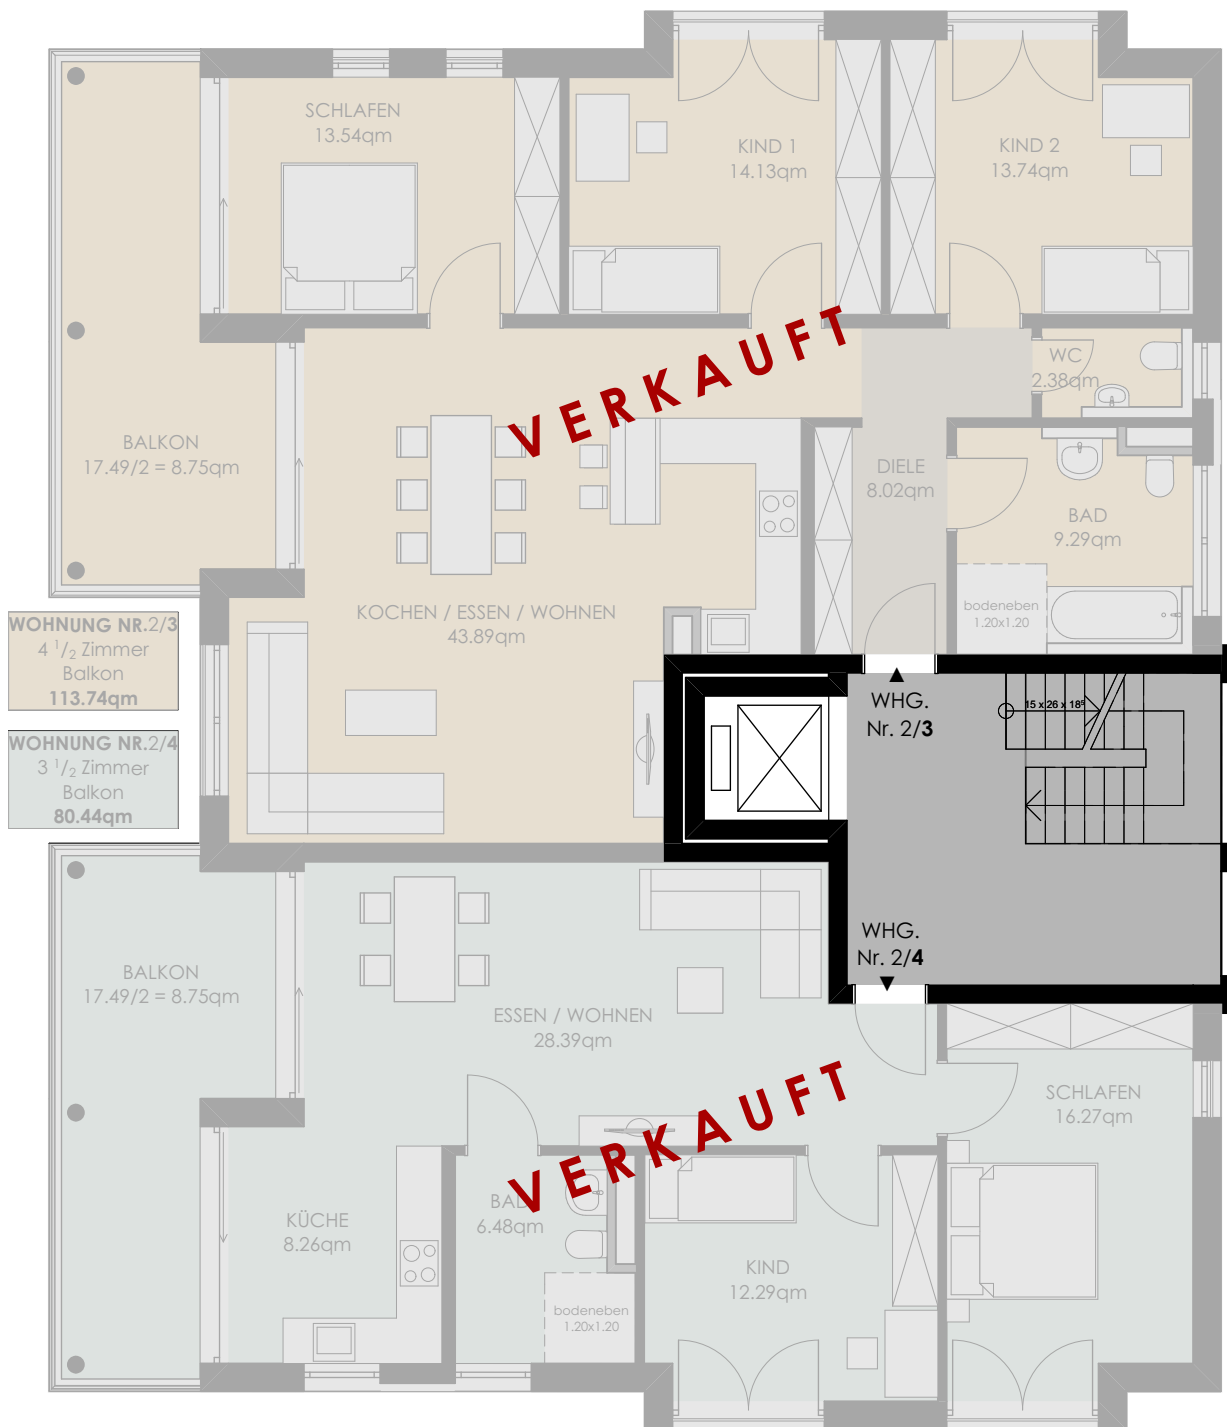 SCHLAFEN
13.54qm
KIND 1
14.13qm
KIND 2
13.74qm
VERKAUFT
WC
2.38qm
BALKON
17.49/2 = 8.75qm
DIELE
8.02qm
BAD
9.29qm
bodeneben
1.20x1.20
KOCHEN / ESSEN / WOHNEN
43.89qm
WOHNUNG NR.2/3
4 1/2 Zimmer
Balkon
113.74qm
WOHNUNG NR.2/4
3 1/2 Zimmer
Balkon
80.44qm
WHG.
Nr. 2/3
15 x 26 x 18⁵
WHG.
Nr. 2/4
BALKON
17.49/2 = 8.75qm
ESSEN / WOHNEN
28.39qm
VERKAUFT
SCHLAFEN
16.27qm
KÜCHE
8.26qm
BAD
6.48qm
bodeneben
1.20x1.20
KIND
12.29qm